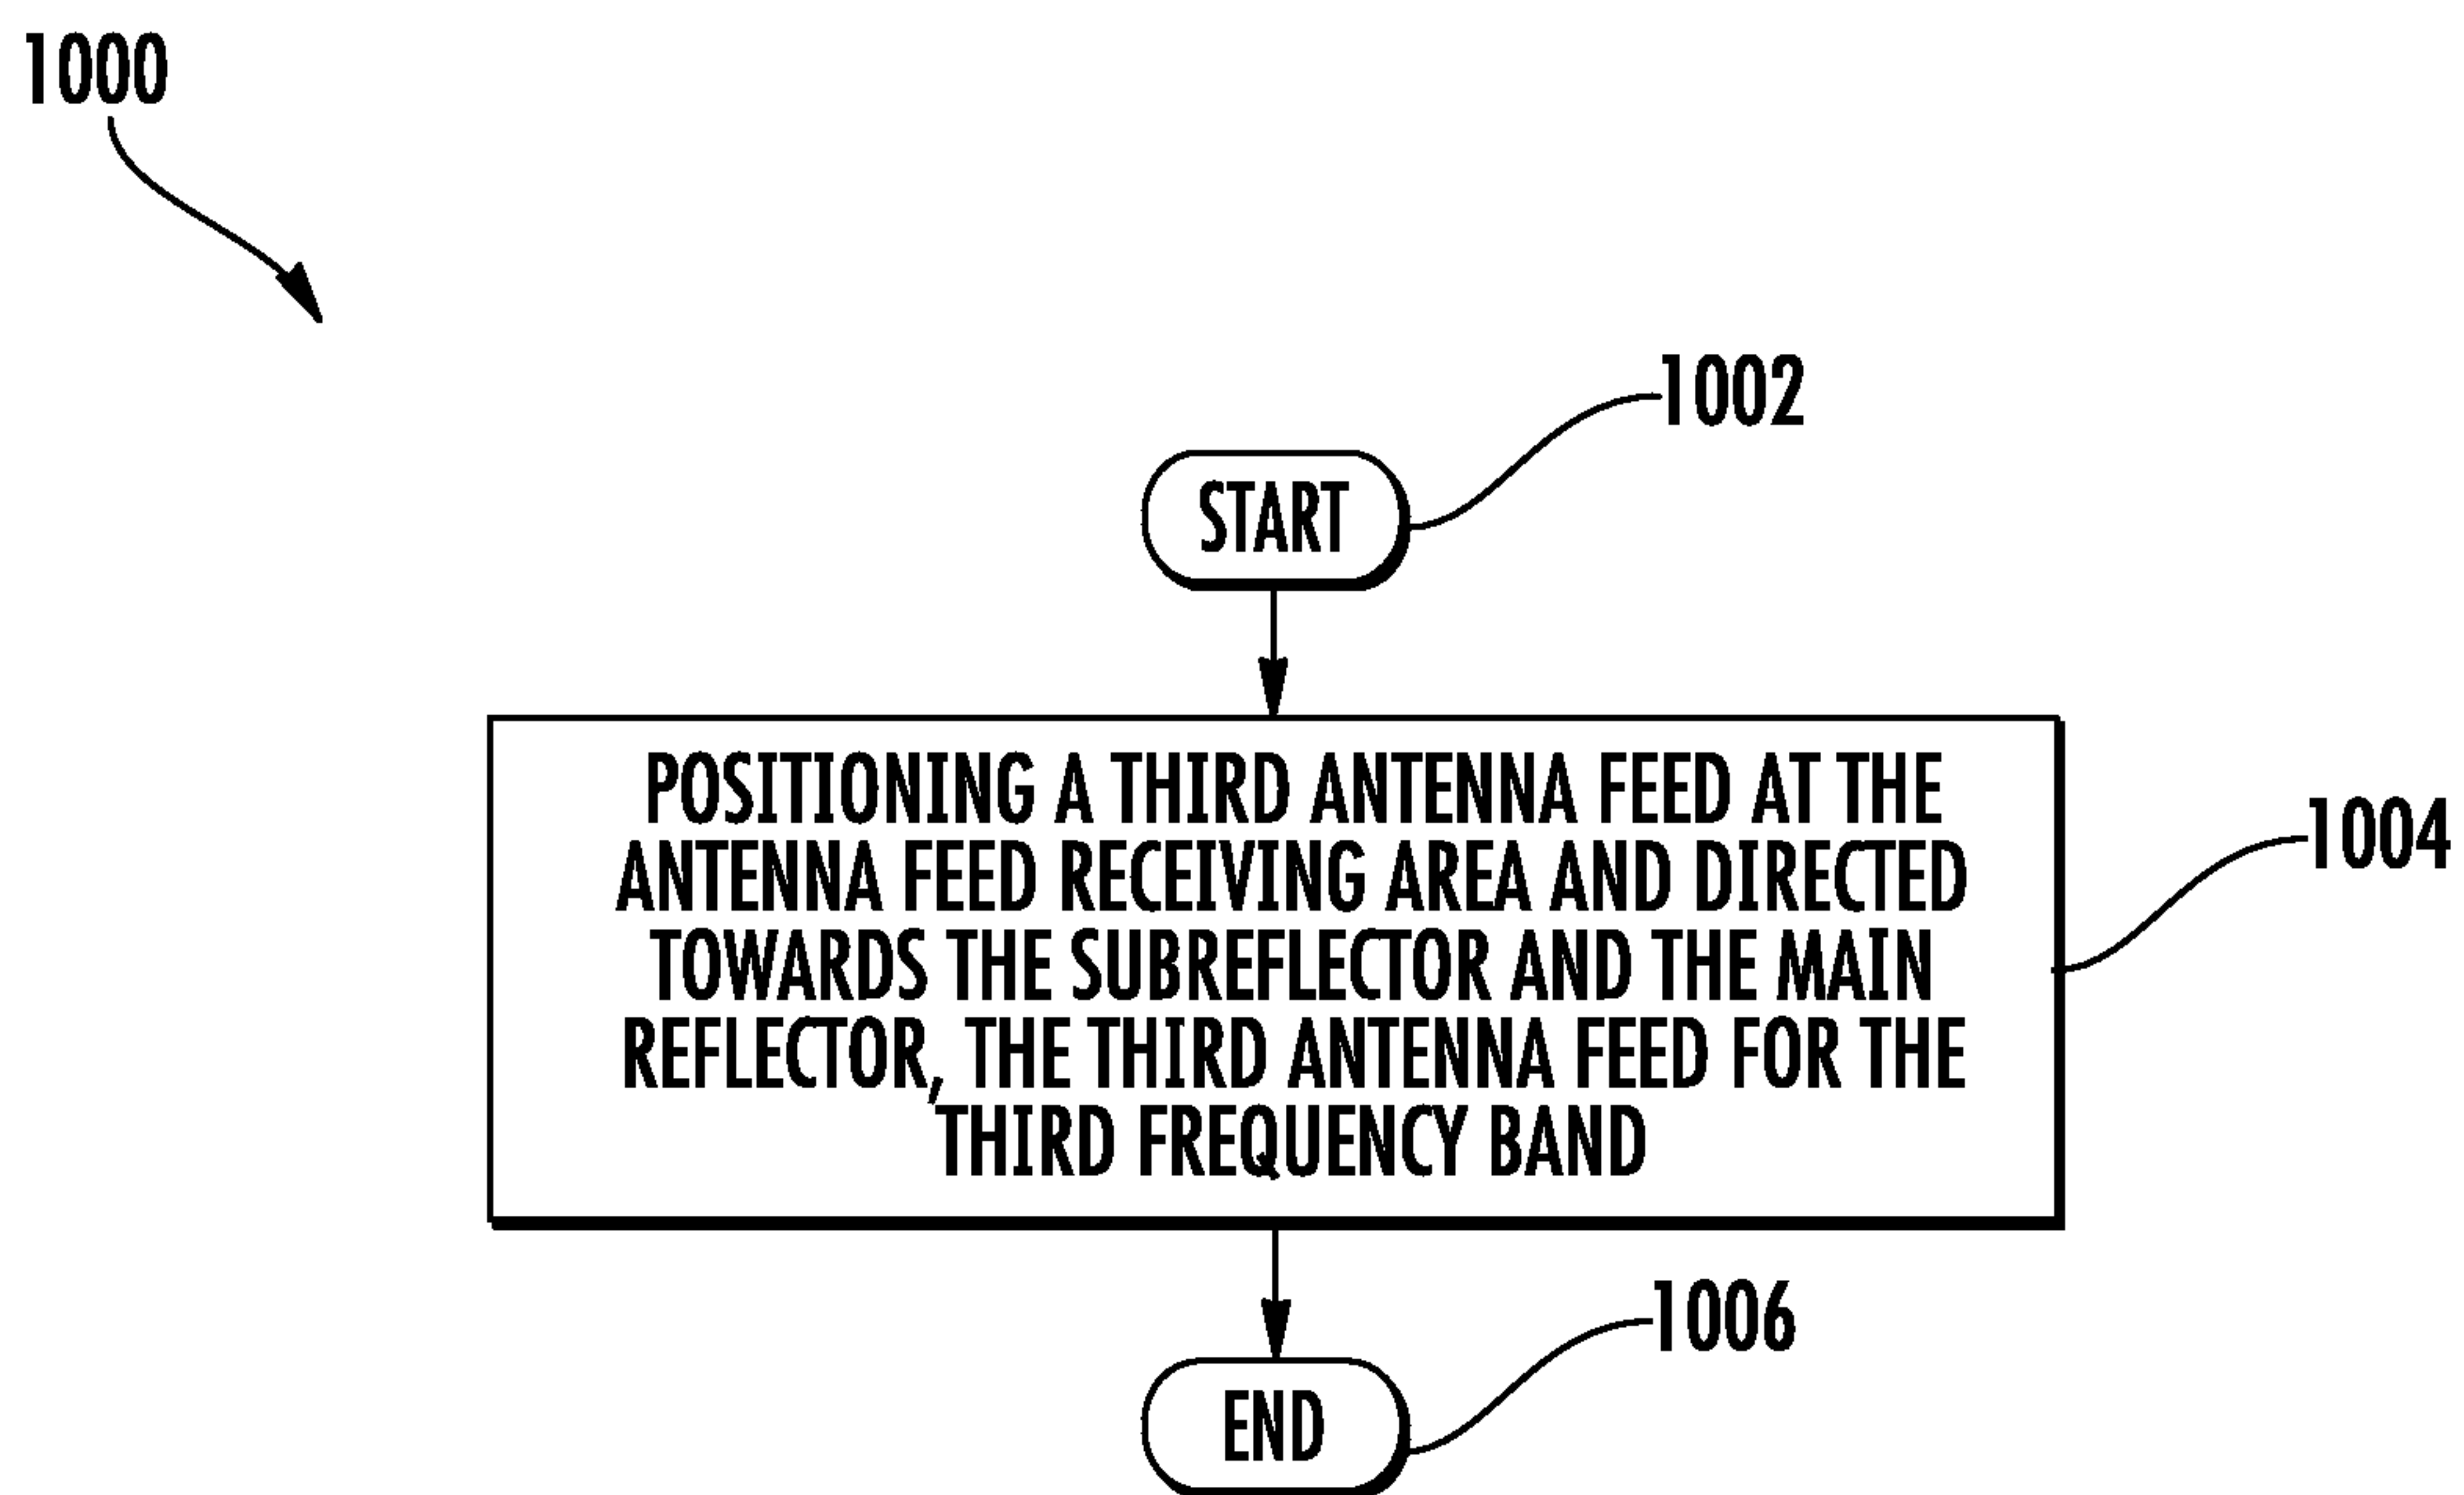 1000
1002
START
POSITIONING A THIRD ANTENNA FEED AT THE
ANTENNA FEED RECEIVING AREA AND DIRECTED
TOWARDS THE SUBREFLECTOR AND THE MAIN
REFLECTOR, THE THIRD ANTENNA FEED FOR THE
THIRD FREQUENCY BAND
1004
1006
END